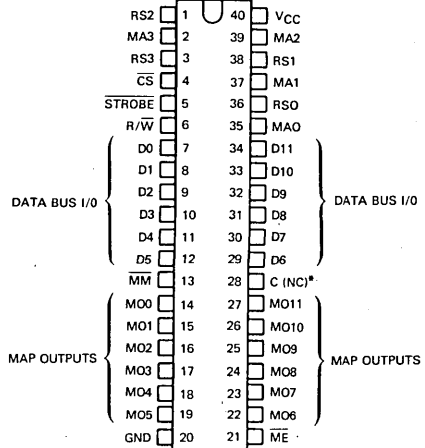 RS2 1 40 VCC
MA3 2 39 MA2
RS3 3 38 RS1
CS 4 37 MA1
STROBE 5 36 RS0
R/W 6 35 MA0
D0 7 34 D11
D1 8 33 D10
D2 9 32 D9
DATA BUS I/0 DATA BUS I/0
D3 10 31 D8
D4 11 30 D7
D5 12 29 D6
MM 13 28 C (NC)*
MO0 14 27 MO11
MO1 15 26 MO10
MO2 16 25 MO9
MAP OUTPUTS MAP OUTPUTS
MO3 17 24 MO8
MO4 18 23 MO7
MO5 19 22 MO6
GND 20 21 ME